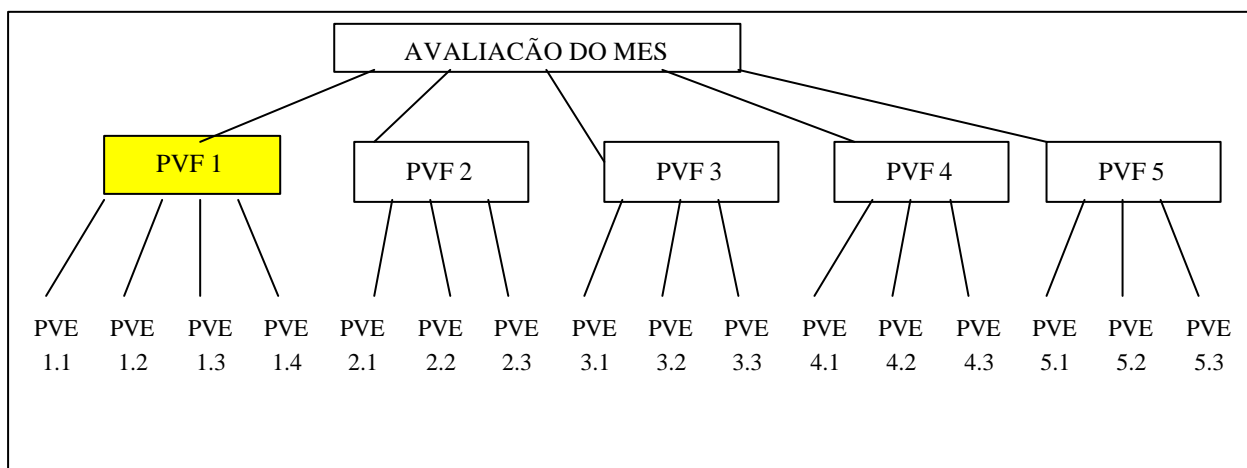 AVALIACÃO DO MES
PVF 1
PVF 2
PVF 3
PVF 4
PVF 5
PVE PVE PVE PVE PVE PVE PVE PVE PVE PVE PVE PVE PVE PVE PVE PVE
1.1 1.2 1.3 1.4 2.1 2.2 2.3 3.1 3.2 3.3 4.1 4.2 4.3 5.1 5.2 5.3